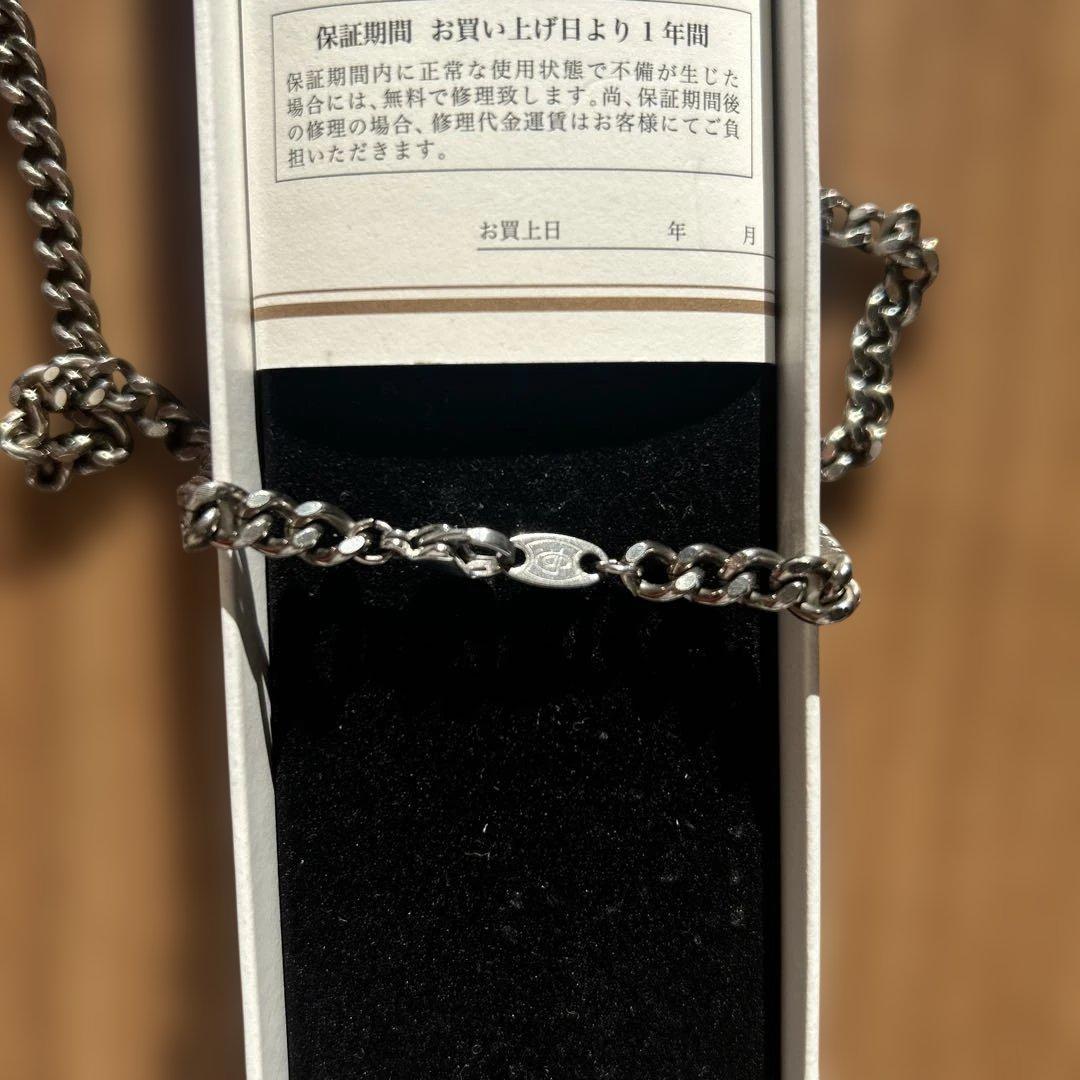 保証期間 お買い上げ日より1年間
保証期間内に正常な使用状態で不備が生じた
場合には、無料で修理致します。尚、保証期間後
の修理の場合、修理代金運賃はお客様にてご負
担いただきます。
お買上日 年 月